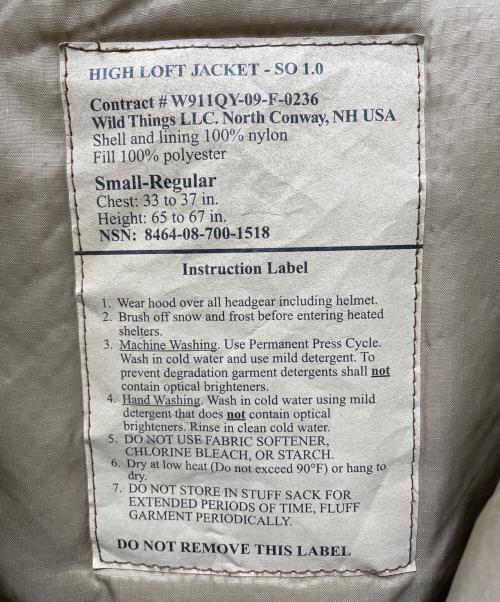 HIGH LOFT JACKET - SO 1.0
Contract # W911QY-09-F-0236
Wild Things LLC. North Conway, NH USA
Shell and lining 100% nylon
Fill 100% polyester
Small-Regular
Chest: 33 to 37 in.
Height: 65 to 67 in.
NSN: 8464-08-700-1518
Instruction Label
1. Wear hood over all headgear including helmet.
2. Brush off snow and frost before entering heated
shelters.
3. Machine Washing. Use Permanent Press Cycle.
Wash in cold water and use mild detergent. To
prevent degradation garment detergents shall not
contain optical brighteners.
4. Hand Washing. Wash in cold water using mild
detergent that does not contain optical
brighteners. Rinse in clean cold water.
5. DO NOT USE FABRIC SOFTENER,
CHLORINE BLEACH, OR STARCH.
6. Dry at low heat (Do not exceed 90°F) or hang to
dry.
7. DO NOT STORE IN STUFF SACK FOR
EXTENDED PERIODS OF TIME, FLUFF
GARMENT PERIODICALLY.
DO NOT REMOVE THIS LABEL